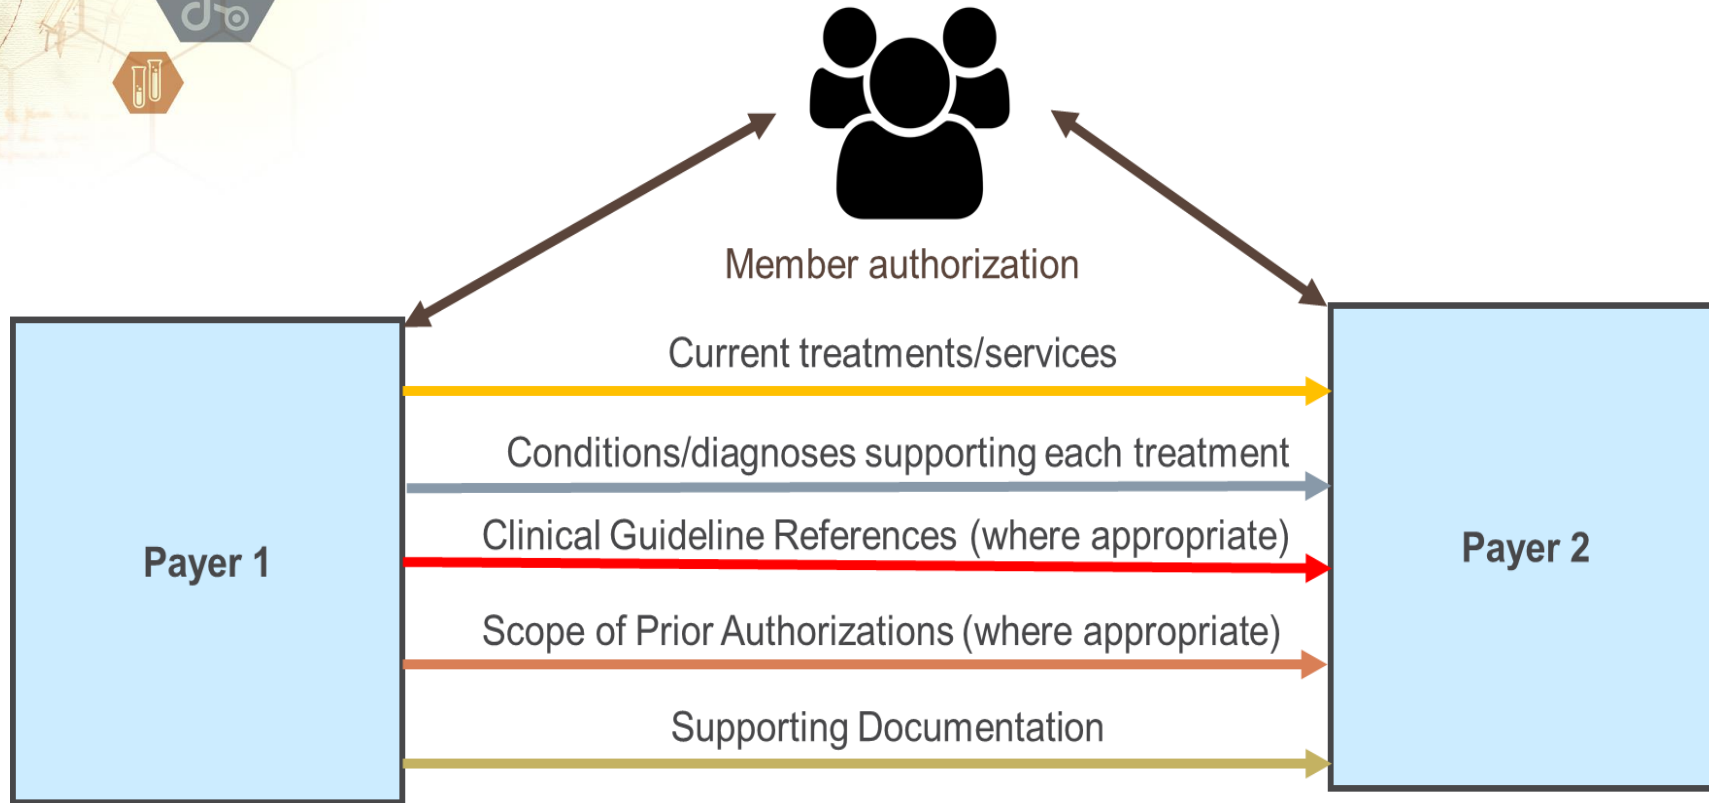 Member authorization
Current treatments/services
Conditions/diagnoses supporting each treatment
Clinical Guideline References (where appropriate)
Payer 1
Payer 2
Scope of Prior Authorizations (where appropriate)
Supporting Documentation